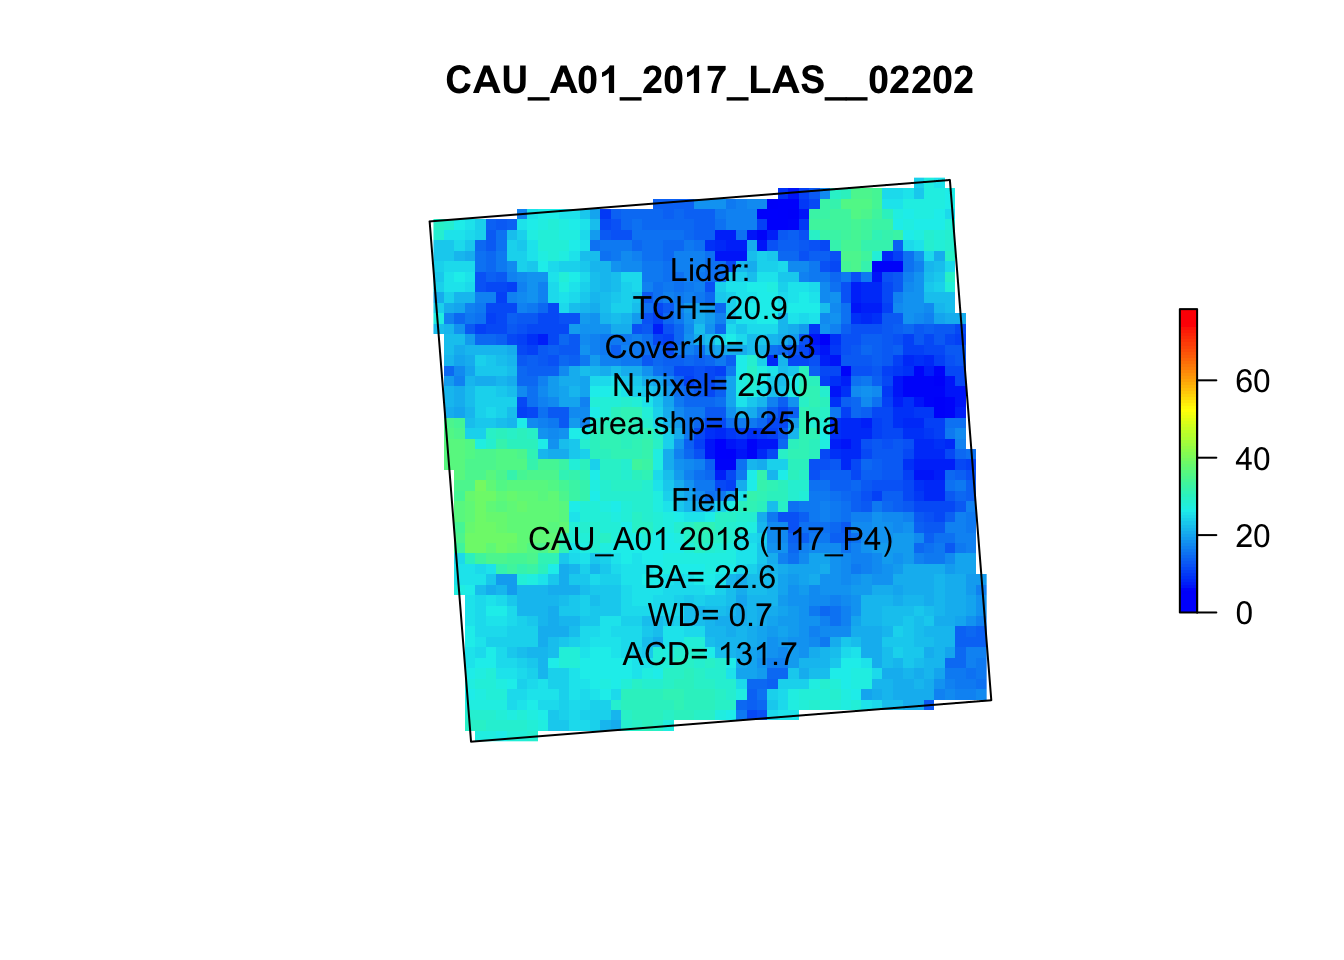 CAU_A01_2017_LAS__02202
Lidar:
TCH= 20.9
Cover10= 0.93
N.pixel= 2500
area.shp= 0.25 ha
Field:
CAU_A01 2018 (T17_P4)
BA= 22.6
WD= 0.7
ACD= 131.7
60
40
20
0